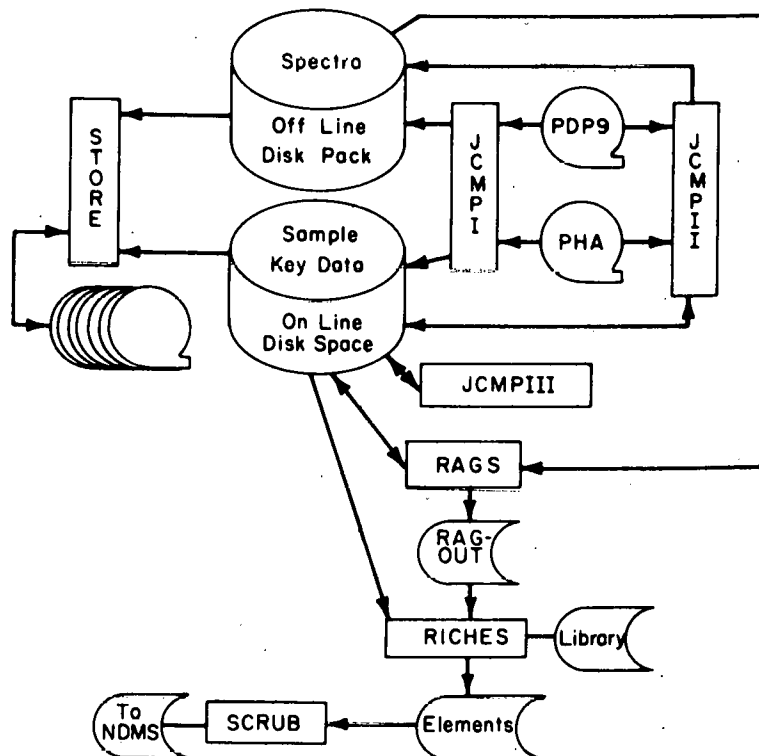 Spectra
Off Line
Disk Pack
STORE
JCMPI
PDP9
JCMPII
Sample
Key Data
PHA
On Line
Disk Space
JCMPIII
RAGS
RAG-
OUT
RICHES
Library
To
NDMS
SCRUB
Elements